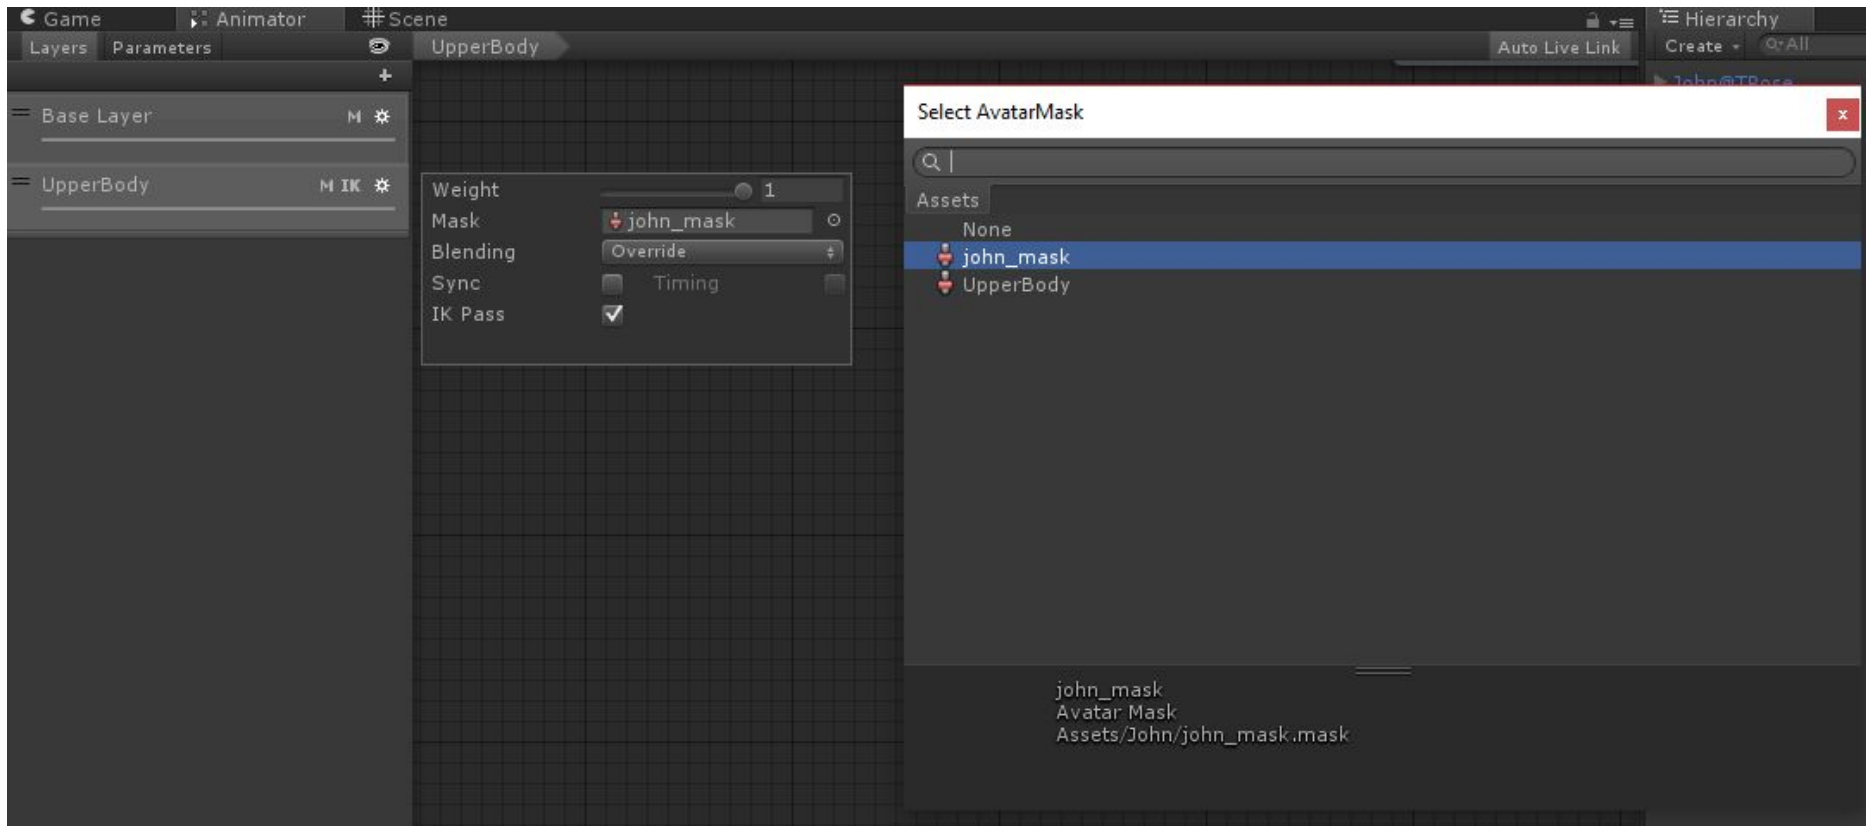 Game Animator Scene Hierarchy
Layers Parameters UpperBody Auto Live Link Create All
+
John@TPose
Base Layer M
UpperBody M IK
Weight 1
Mask john_mask
Blending Override
Sync Timing
IK Pass
Select AvatarMask x
Assets
None
john_mask
UpperBody
john_mask
Avatar Mask
Assets/John/john_mask.mask